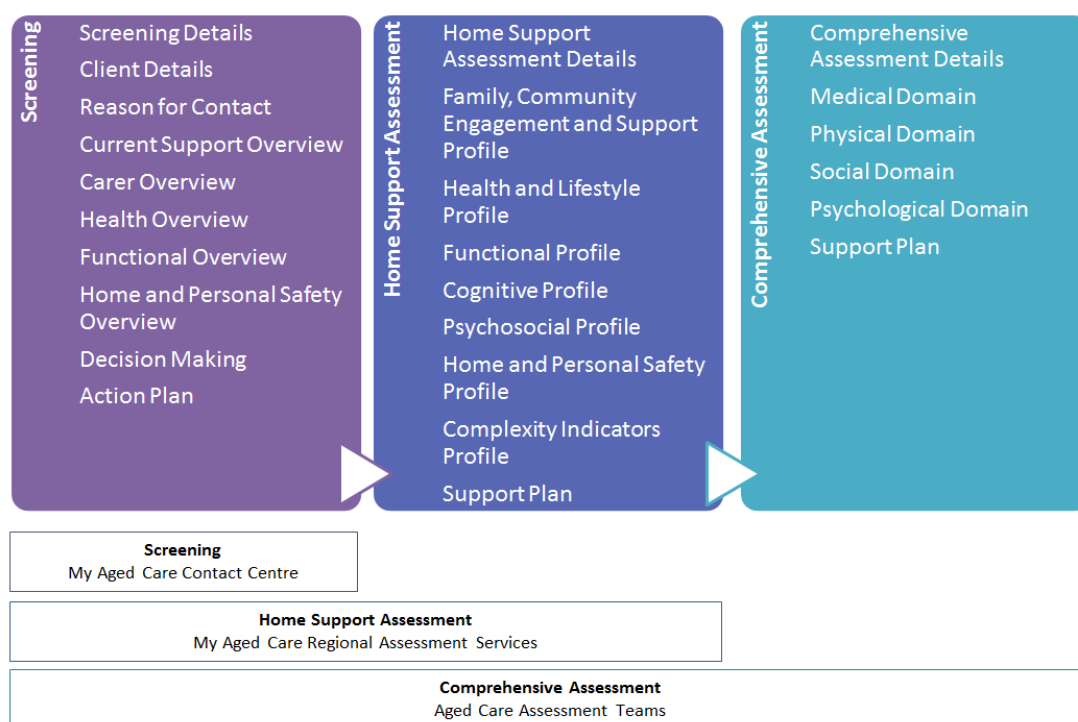 Screening
Screening Details
Client Details
Reason for Contact
Current Support Overview
Carer Overview
Health Overview
Functional Overview
Home and Personal Safety
Overview
Decision Making
Action Plan
Home Support Assessment
Home Support
Assessment Details
Family, Community
Engagement and Support
Profile
Health and Lifestyle
Profile
Functional Profile
Cognitive Profile
Psychosocial Profile
Home and Personal Safety
Profile
Complexity Indicators
Profile
Support Plan
Comprehensive Assessment
Comprehensive
Assessment Details
Medical Domain
Physical Domain
Social Domain
Psychological Domain
Support Plan
Screening
My Aged Care Contact Centre
Home Support Assessment
My Aged Care Regional Assessment Services
Comprehensive Assessment
Aged Care Assessment Teams